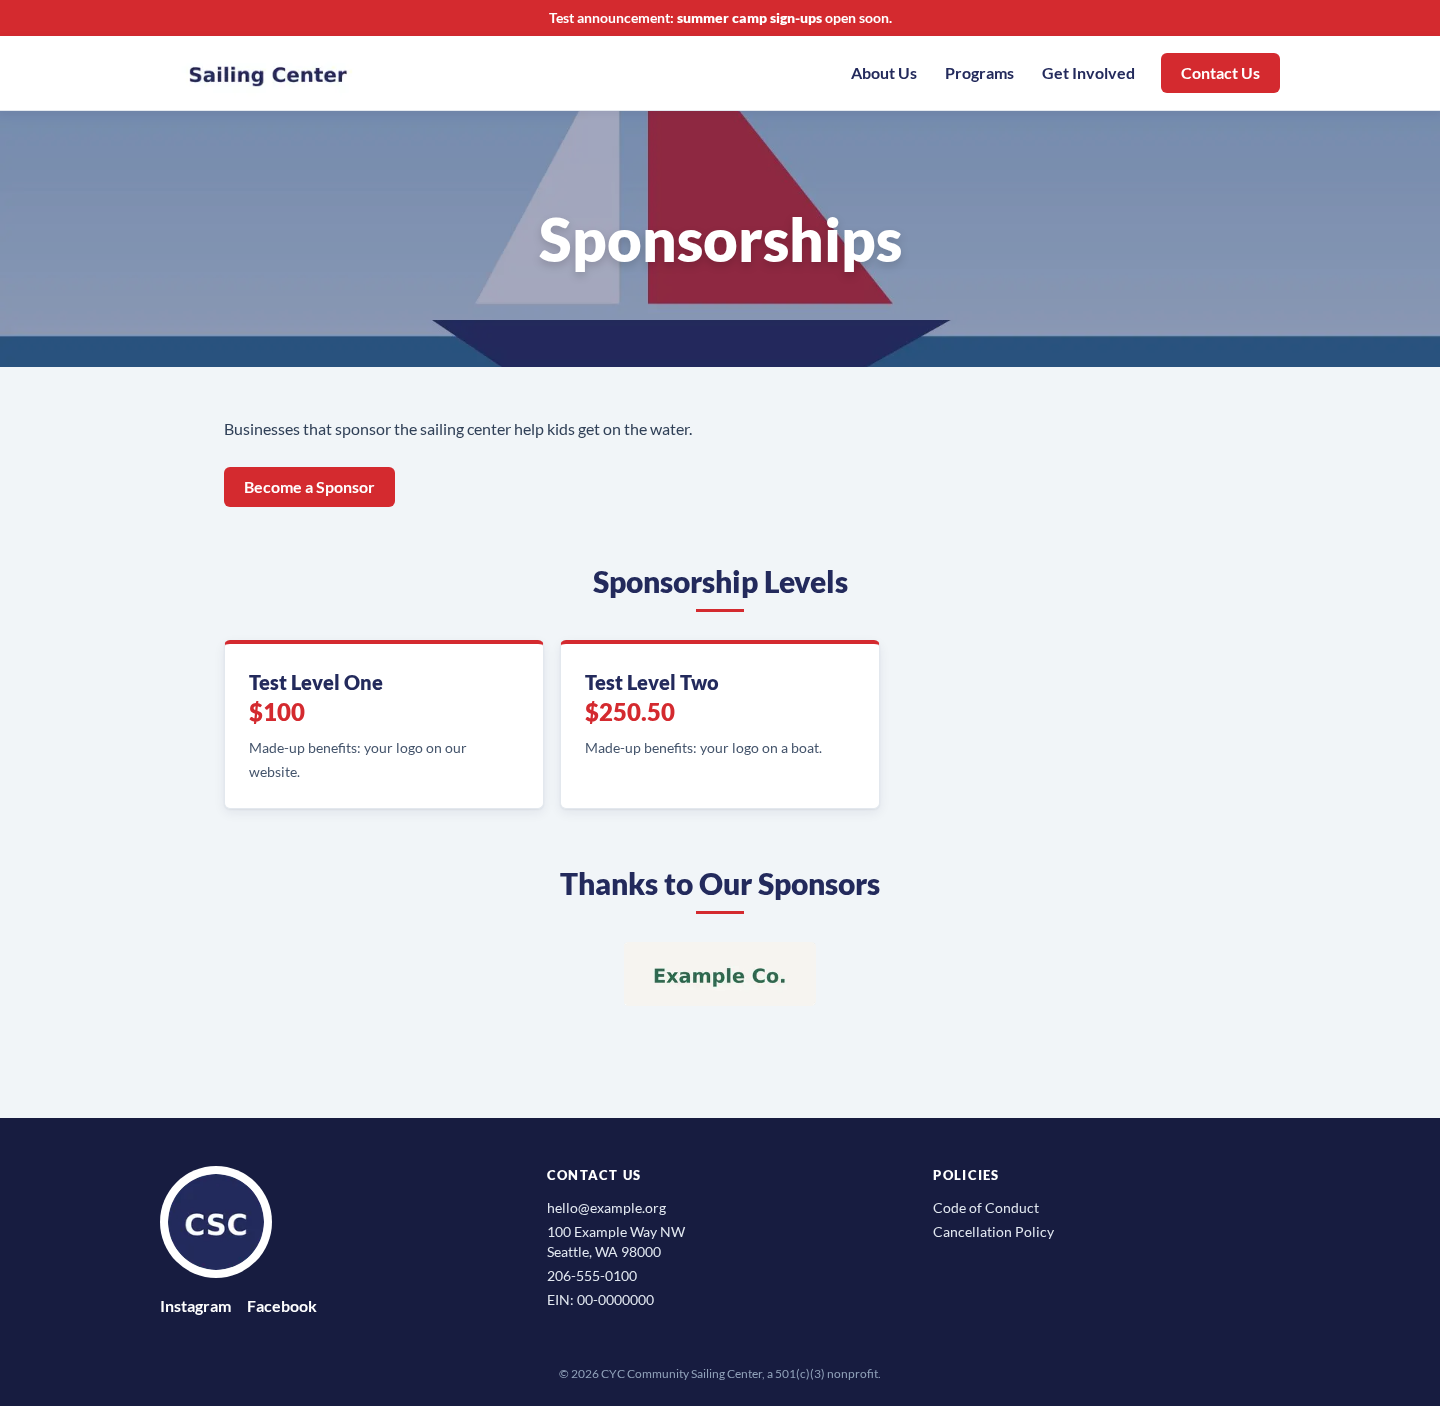 Test announcement: summer camp sign-ups open soon.
Sailing Center
About Us
Programs
Get Involved
Contact Us
Sponsorships
Businesses that sponsor the sailing center help kids get on the water.
Become a Sponsor
Sponsorship Levels
Test Level One
$100
Made-up benefits: your logo on our
website.
Test Level Two
$250.50
Made-up benefits: your logo on a boat.
Thanks to Our Sponsors
Example Co.
CSC
Instagram
Facebook
CONTACT US
hello@example.org
100 Example Way NW
Seattle, WA 98000
206-555-0100
EIN: 00-0000000
POLICIES
Code of Conduct
Cancellation Policy
© 2026 CYC Community Sailing Center, a 501(c)(3) nonprofit.